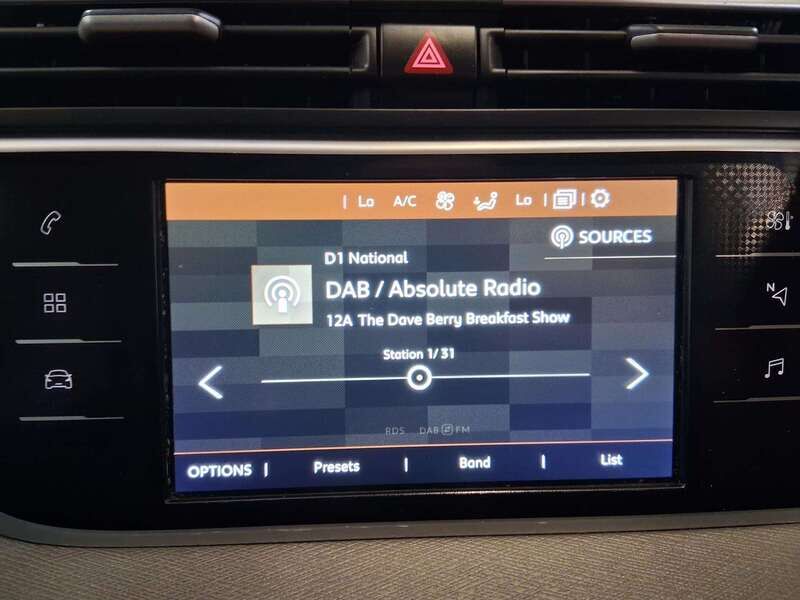 Lo A/C Lo
SOURCES
D1 National
DAB / Absolute Radio
12A The Dave Berry Breakfast Show
Station 1/31
RDS DAB FM
OPTIONS Presets Band List
N